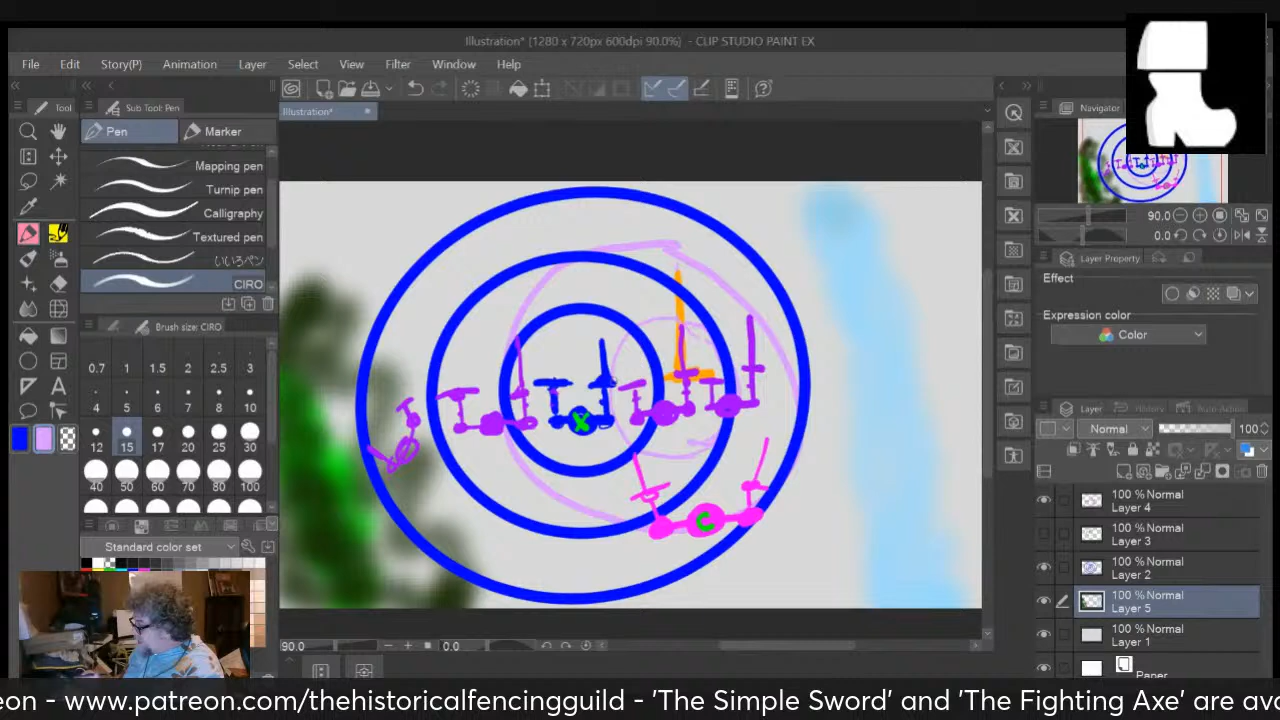 Illustration* (1280 x 720px 600dpi 90.0%) - CLIP STUDIO PAINT EX
File Edit Story(P) Animation Layer Select View Filter Window Help
Illustration*
Tool
Sub Tool: Pen
Pen
Marker
Mapping pen
Turnip pen
Calligraphy
Textured pen
CIRO
Brush size: CIRO
0.7 1 1.5 2 2.5 3
4 5 6 7 8 10
12 15 17 20 25 30
40 50 60 70 80 100
Standard color set
X
C
90.0
0.0
Navigator
90.0
0.0
Layer Property
Effect
Expression color
Color
Layer
History
Auto Action
Normal
100
100 % Normal
Layer 4
100 % Normal
Layer 3
100 % Normal
Layer 2
100 % Normal
Layer 5
100 % Normal
Layer 1
Paper
eon - www.patreon.com/thehistoricalfencingguild - 'The Simple Sword' and 'The Fighting Axe' are ava